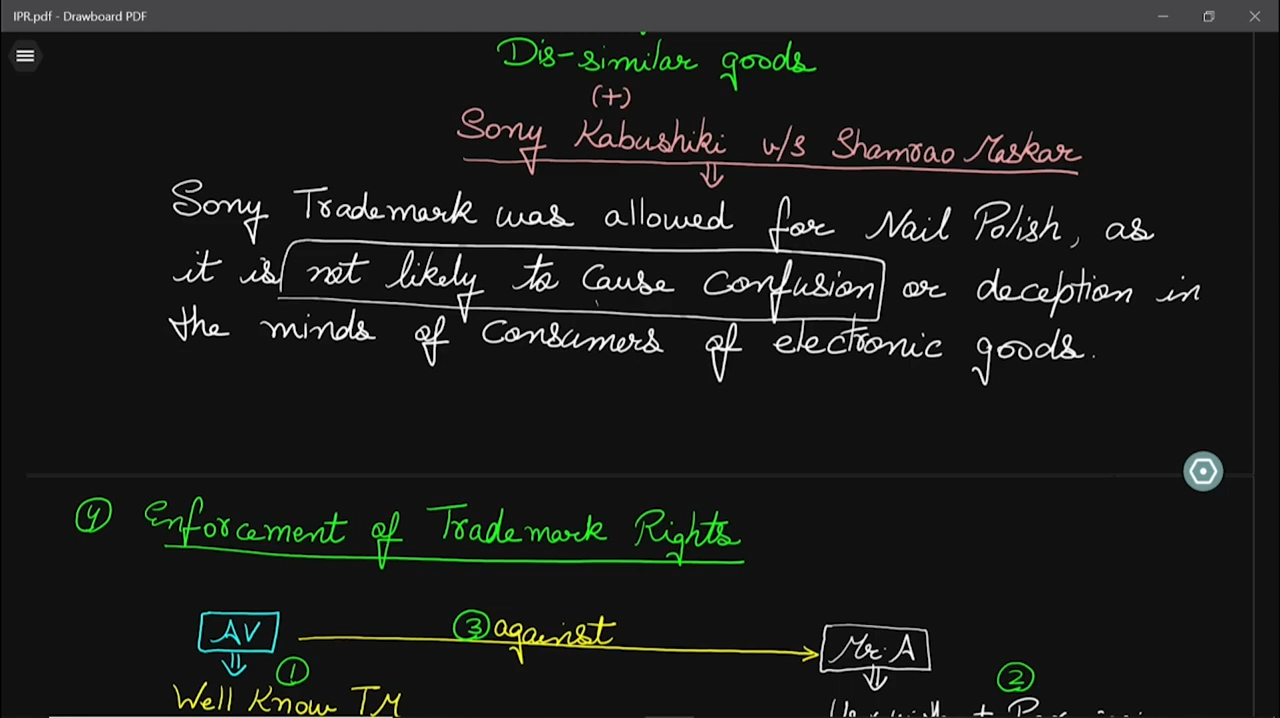 IPR.pdf - Drawboard PDF
Dis-similar goods
(+)
Sony Kabushiki v/s Shamrao Maskar
Sony Trademark was allowed for Nail Polish, as
it is not likely to cause confusion or deception in
the minds of consumers of electronic goods.
④ Enforcement of Trademark Rights
AV ③ against Mr. A
① ②
Well Know TM